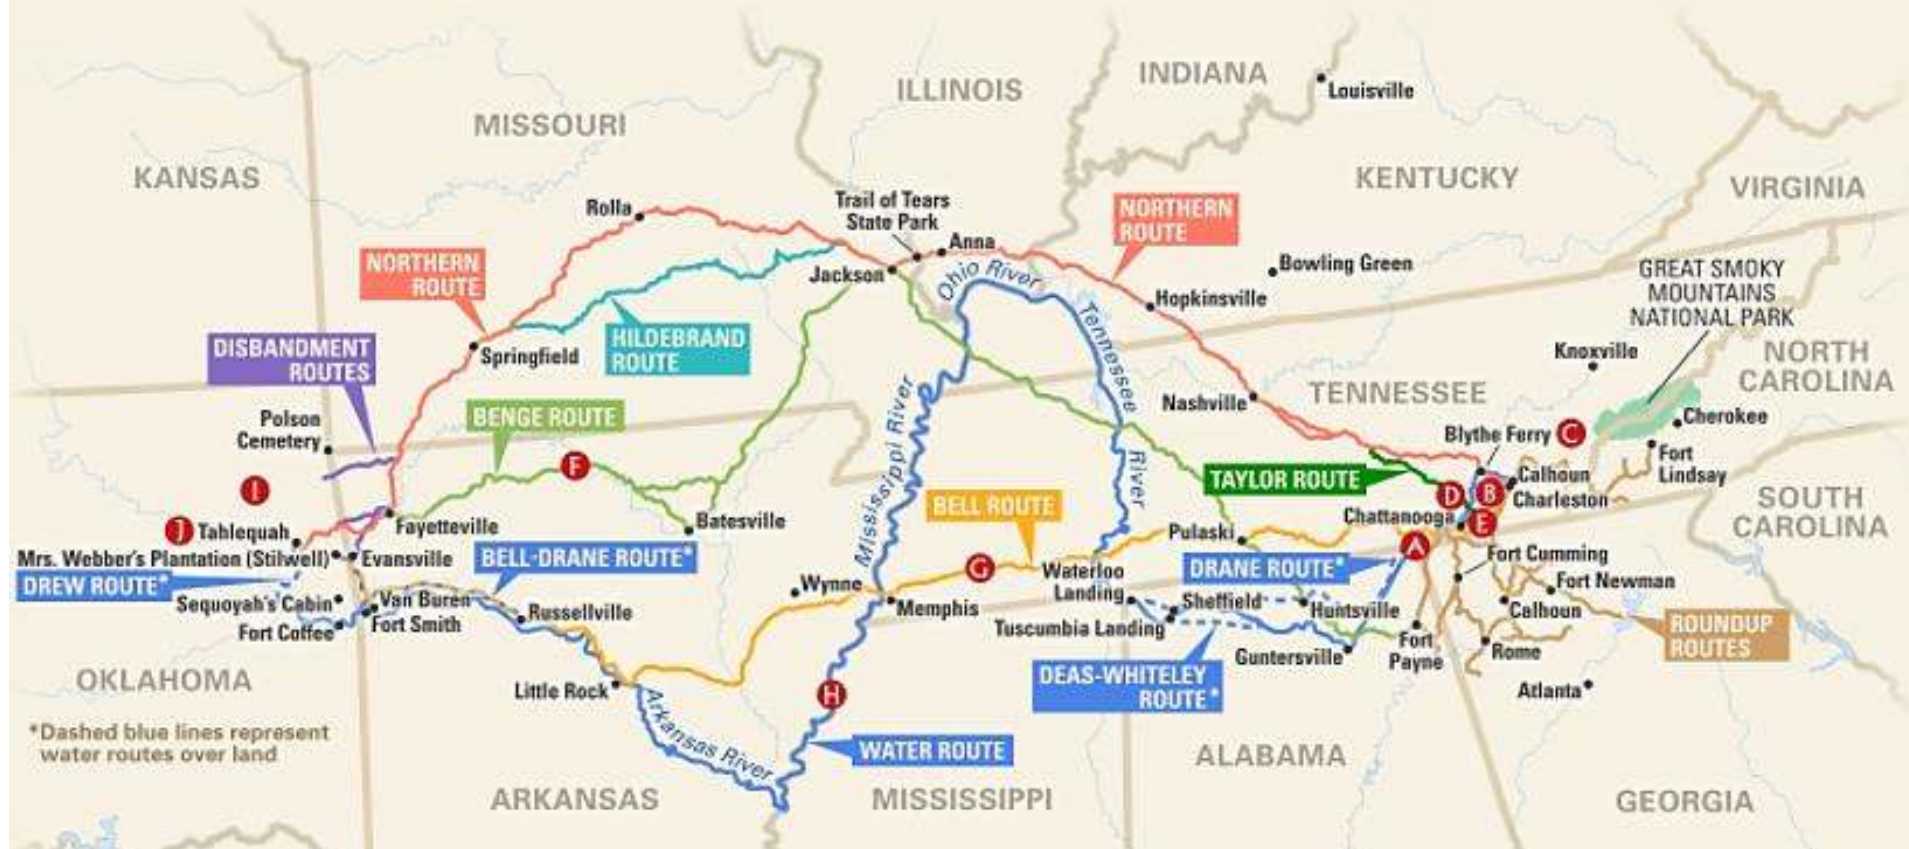 INDIANA
Louisville
ILLINOIS
MISSOURI
KANSAS
KENTUCKY
VIRGINIA
Rolla
Trail of Tears
State Park
Anna
NORTHERN
ROUTE
NORTHERN
ROUTE
Jackson
Ohio River
Bowling Green
GREAT SMOKY
MOUNTAINS
NATIONAL PARK
Hopkinsville
Tennessee
River
DISBANDMENT
ROUTES
Springfield
HILDEBRAND
ROUTE
Knoxville
NORTH
CAROLINA
TENNESSEE
Nashville
Mississippi River
Polson
Cemetery
BENGE ROUTE
Cherokee
Blythe Ferry
C
Fort
Lindsay
F
TAYLOR ROUTE
Calhoun
Charleston
D
B
E
A
I
J
Tahlequah
Fayetteville
Batesville
BELL ROUTE
Pulaski
Chattanooga
SOUTH
CAROLINA
Mrs. Webber's Plantation (Stilwell)
Evansville
BELL-DRANE ROUTE*
G
Waterloo
Landing
DRANE ROUTE*
Fort Cumming
DREW ROUTE*
Wynne
Fort Newman
Sequoyah's Cabin
Van Buren
Russellville
Memphis
Sheffield
Huntsville
Calhoun
Fort Coffee
Fort Smith
Tuscumbia Landing
Guntersville
Fort
Payne
Rome
ROUNDUP
ROUTES
OKLAHOMA
Little Rock
H
DEAS-WHITELEY
ROUTE*
Atlanta
*Dashed blue lines represent
water routes over land
Arkansas River
WATER ROUTE
ALABAMA
ARKANSAS
MISSISSIPPI
GEORGIA